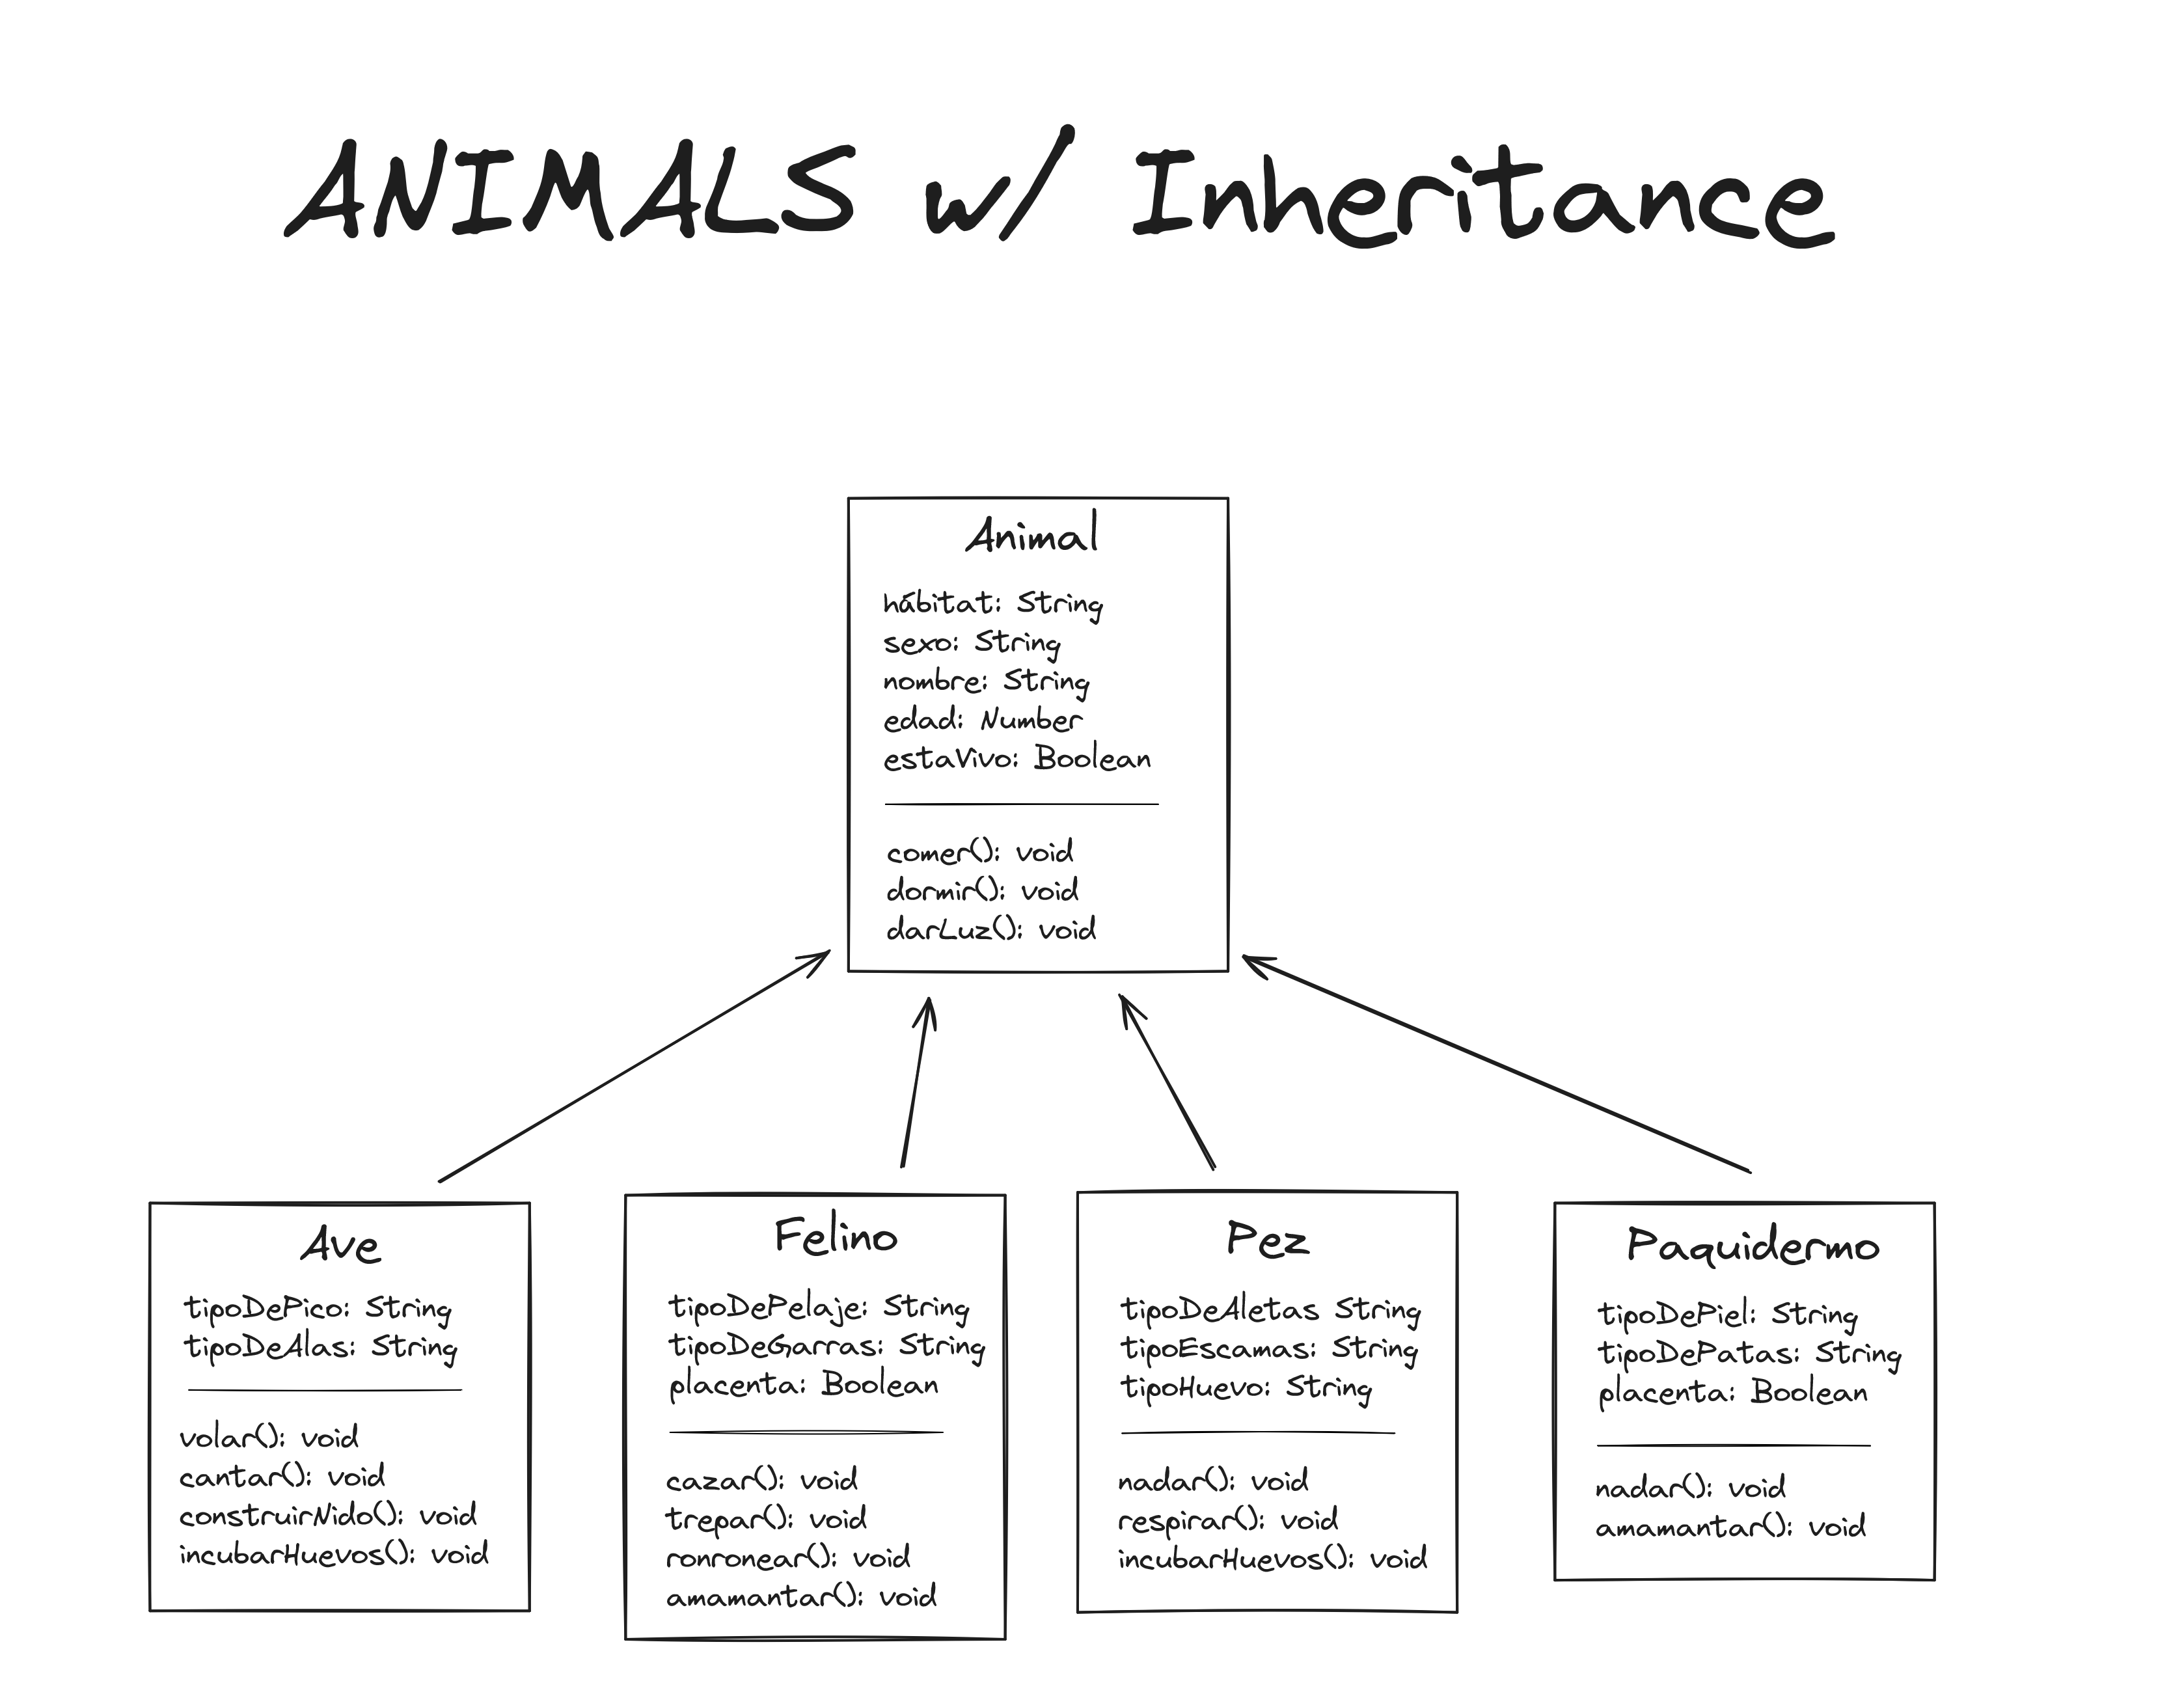 ANIMALS w/ Inheritance
Animal
hábitat: String
sexo: String
nombre: String
edad: Number
estaVivo: Boolean
comer(): void
dormir(): void
darLuz(): void
Ave
tipoDePico: String
tipoDeAlas: String
volar(): void
cantar(): void
construirNido(): void
incubarHuevos(): void
Felino
tipoDePelaje: String
tipoDeGarras: String
placenta: Boolean
cazar(): void
trepar(): void
ronronear(): void
amamantar(): void
Pez
tipoDeAletas String
tipoEscamas: String
tipoHuevo: String
nadar(): void
respirar(): void
incubarHuevos(): void
Paquidermo
tipoDePiel: String
tipoDePatas: String
placenta: Boolean
nadar(): void
amamantar(): void